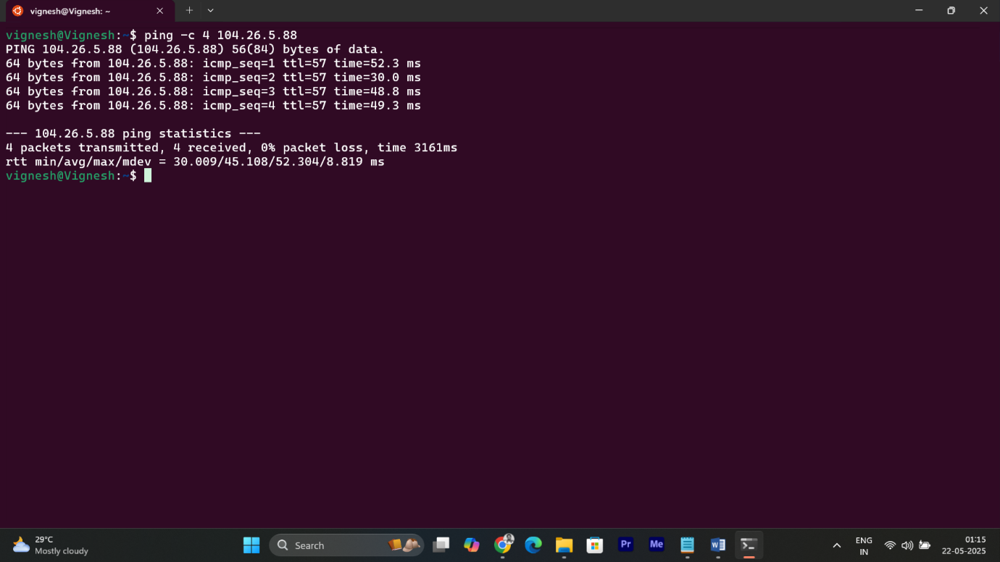 vignesh@Vignesh: ~
vignesh@Vignesh:~$ ping -c 4 104.26.5.88
PING 104.26.5.88 (104.26.5.88) 56(84) bytes of data.
64 bytes from 104.26.5.88: icmp_seq=1 ttl=57 time=52.3 ms
64 bytes from 104.26.5.88: icmp_seq=2 ttl=57 time=30.0 ms
64 bytes from 104.26.5.88: icmp_seq=3 ttl=57 time=48.8 ms
64 bytes from 104.26.5.88: icmp_seq=4 ttl=57 time=49.3 ms
--- 104.26.5.88 ping statistics ---
4 packets transmitted, 4 received, 0% packet loss, time 3161ms
rtt min/avg/max/mdev = 30.009/45.108/52.304/8.819 ms
vignesh@Vignesh:~$
29°C
Mostly cloudy
Search
Pr
Me
ENG
IN
01:15
22-05-2025